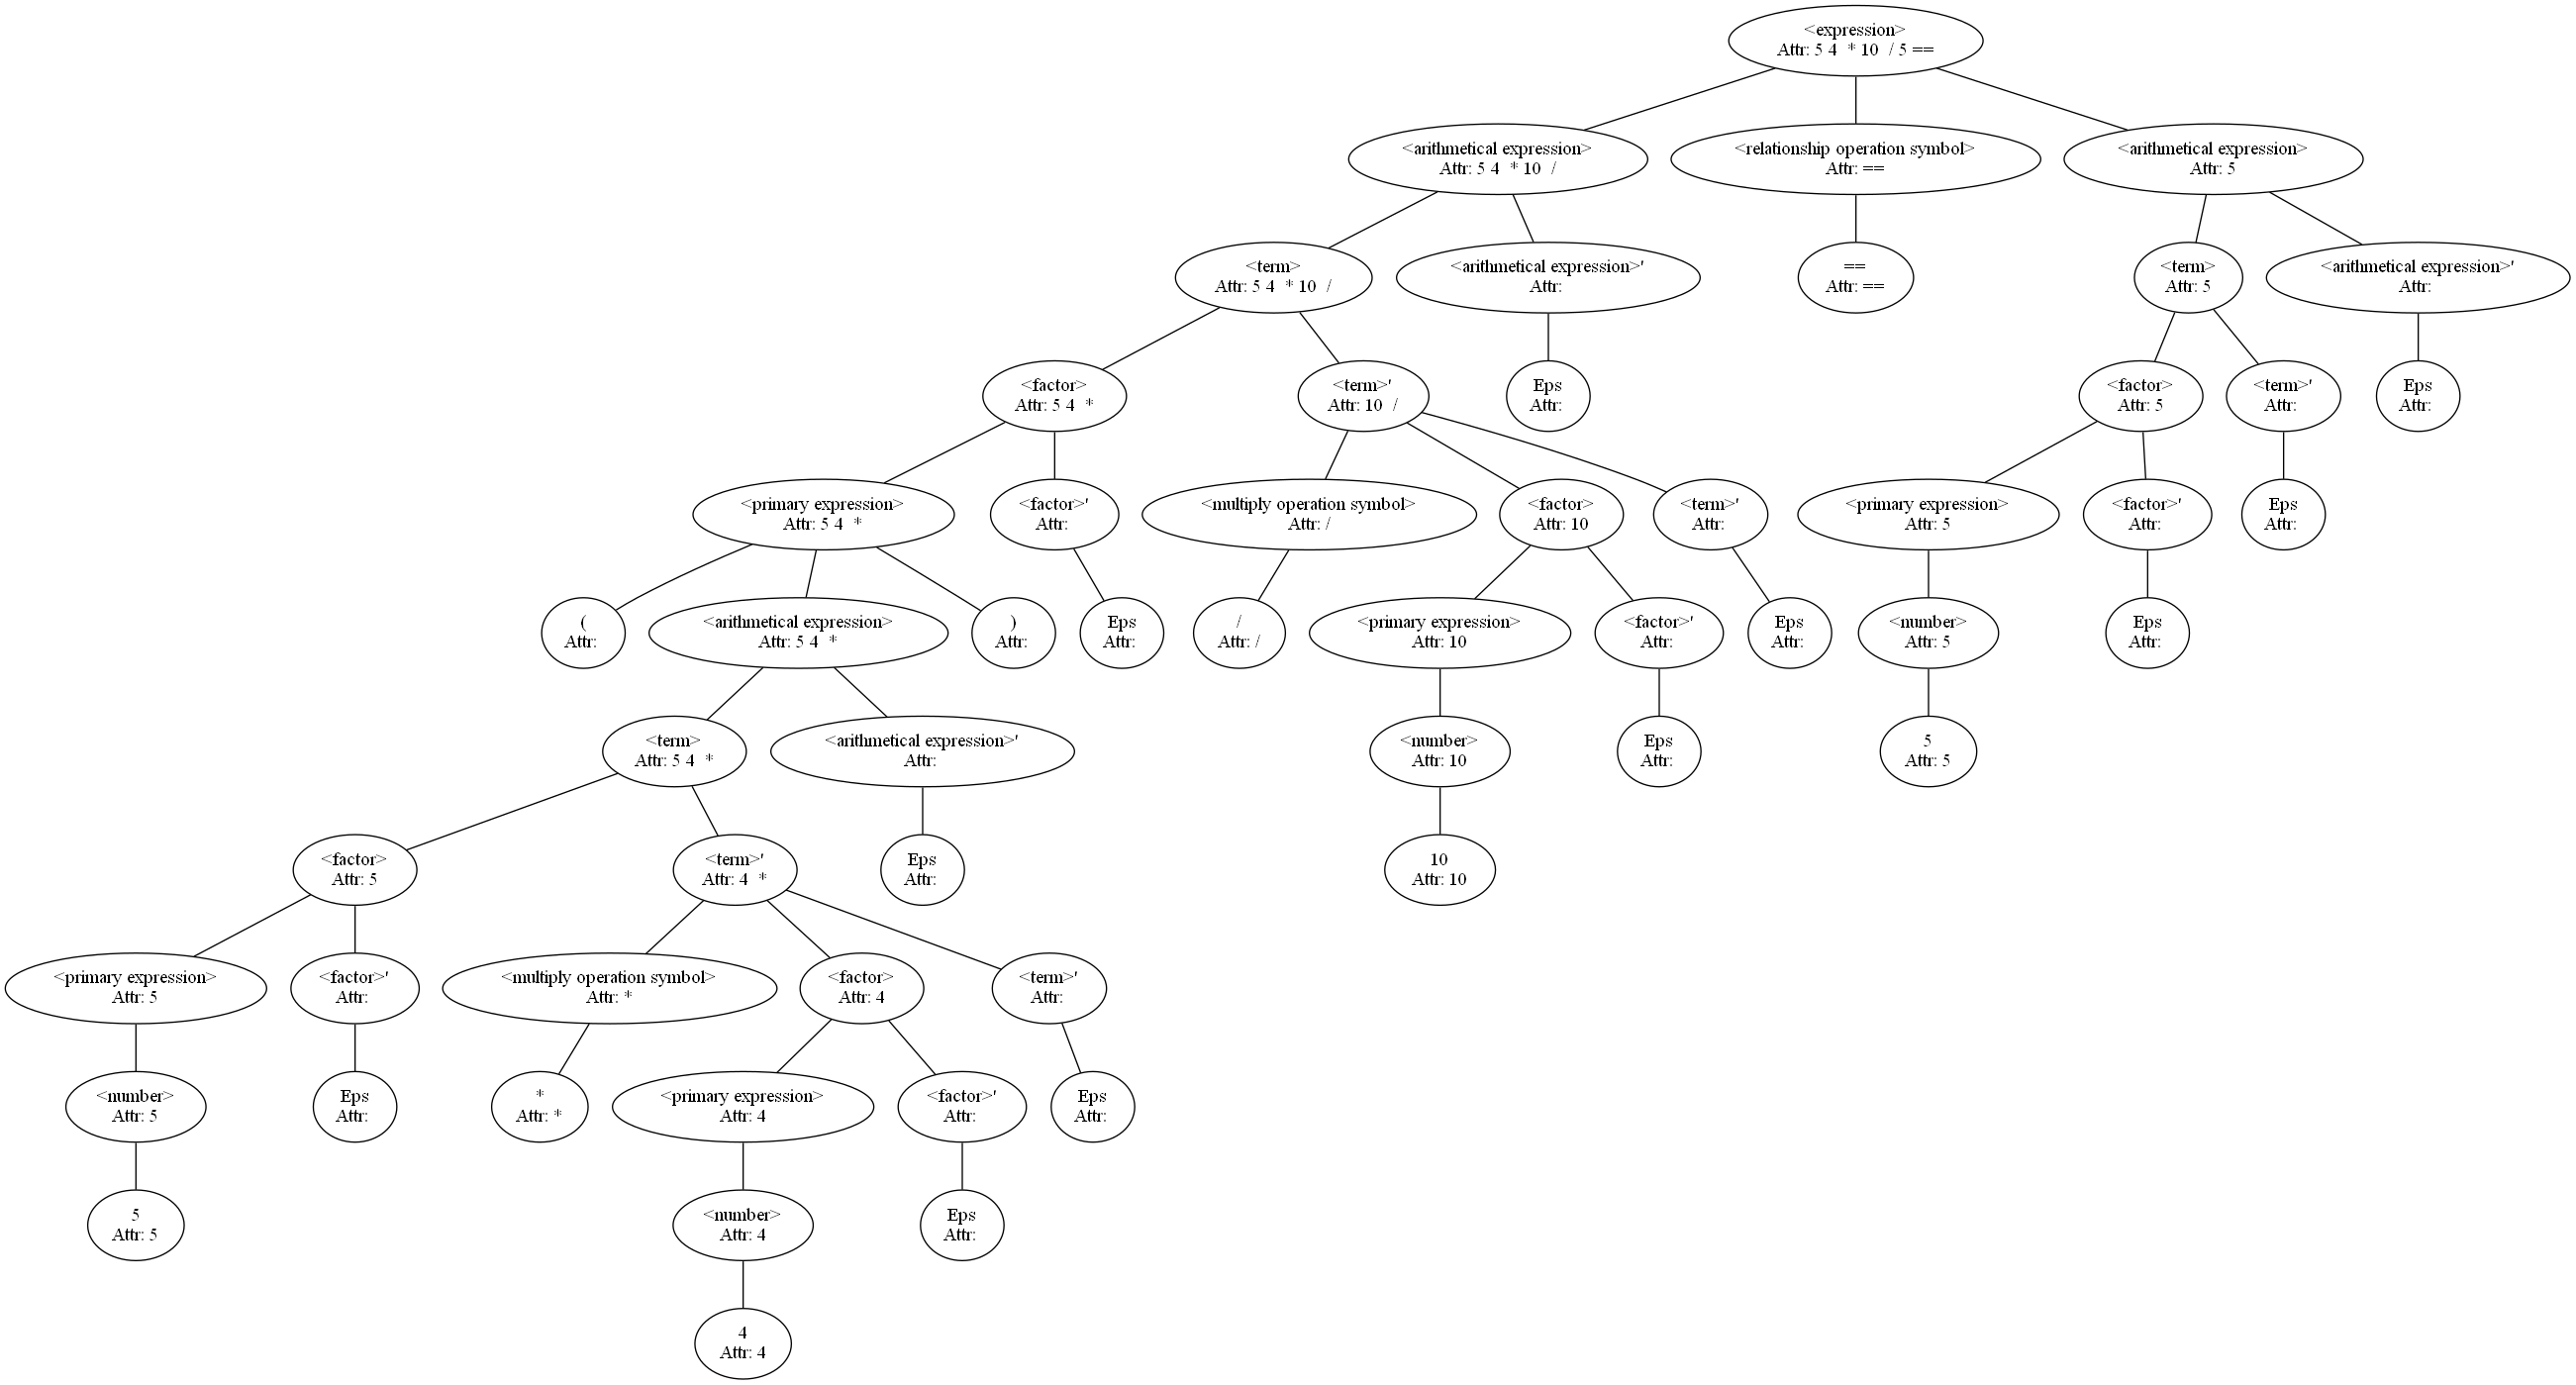 <expression>
Attr: 5 4  * 10  / 5 ==
<arithmetical expression>
Attr: 5 4  * 10  /
<relationship operation symbol>
Attr: ==
<arithmetical expression>
Attr: 5
<term>
Attr: 5 4  * 10  /
<arithmetical expression>'
Attr:
==
Attr: ==
<term>
Attr: 5
<arithmetical expression>'
Attr:
<factor>
Attr: 5 4  *
<term>'
Attr: 10  /
Eps
Attr:
<factor>
Attr: 5
<term>'
Attr:
Eps
Attr:
<primary expression>
Attr: 5 4  *
<factor>'
Attr:
<multiply operation symbol>
Attr: /
<factor>
Attr: 10
<term>'
Attr:
<primary expression>
Attr: 5
<factor>'
Attr:
Eps
Attr:
(
Attr:
<arithmetical expression>
Attr: 5 4  *
)
Attr:
Eps
Attr:
/
Attr: /
<primary expression>
Attr: 10
<factor>'
Attr:
Eps
Attr:
<number>
Attr: 5
Eps
Attr:
<term>
Attr: 5 4  *
<arithmetical expression>'
Attr:
<number>
Attr: 10
Eps
Attr:
5
Attr: 5
<factor>
Attr: 5
<term>'
Attr: 4  *
Eps
Attr:
10
Attr: 10
<primary expression>
Attr: 5
<factor>'
Attr:
<multiply operation symbol>
Attr: *
<factor>
Attr: 4
<term>'
Attr:
<number>
Attr: 5
Eps
Attr:
*
Attr: *
<primary expression>
Attr: 4
<factor>'
Attr:
Eps
Attr:
5
Attr: 5
<number>
Attr: 4
Eps
Attr:
4
Attr: 4